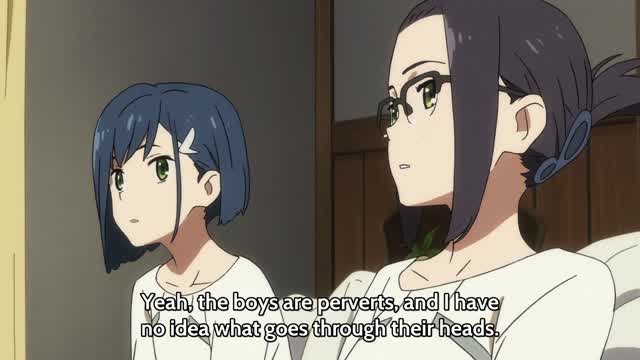 Yeah, the boys are perverts, and I have
no idea what goes through their heads.